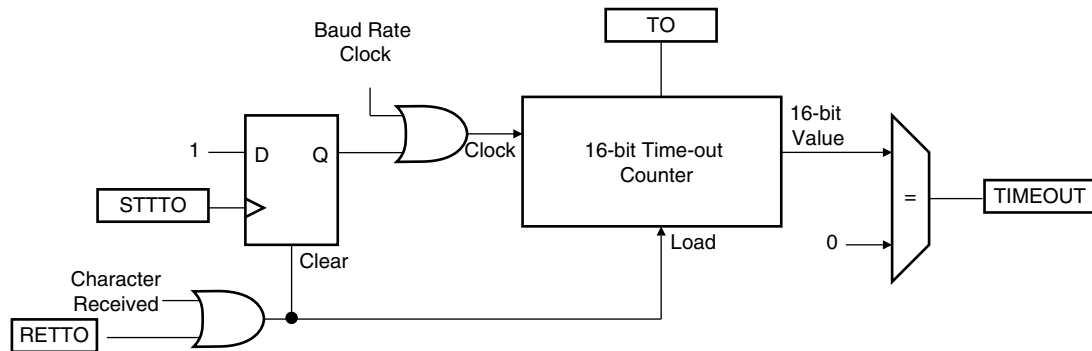 TO
Baud Rate
Clock
16-bit
Value
1
D
Q
Clock
16-bit Time-out
Counter
STTTO
=
TIMEOUT
Clear
Load
0
Character
Received
RETTO